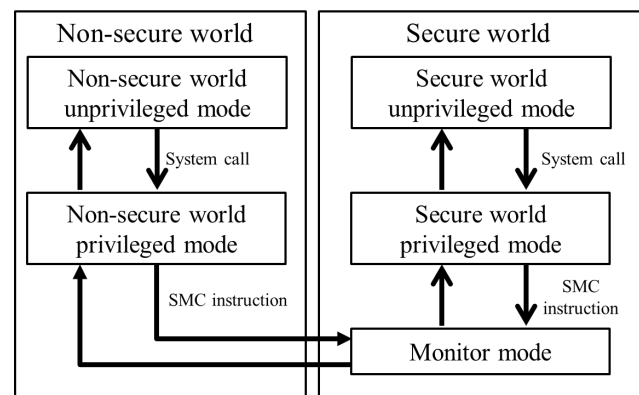 Non-secure world
Non-secure world
unprivileged mode
System call
Non-secure world
privileged mode
SMC instruction
Secure world
Secure world
unprivileged mode
System call
Secure world
privileged mode
SMC
instruction
Monitor mode